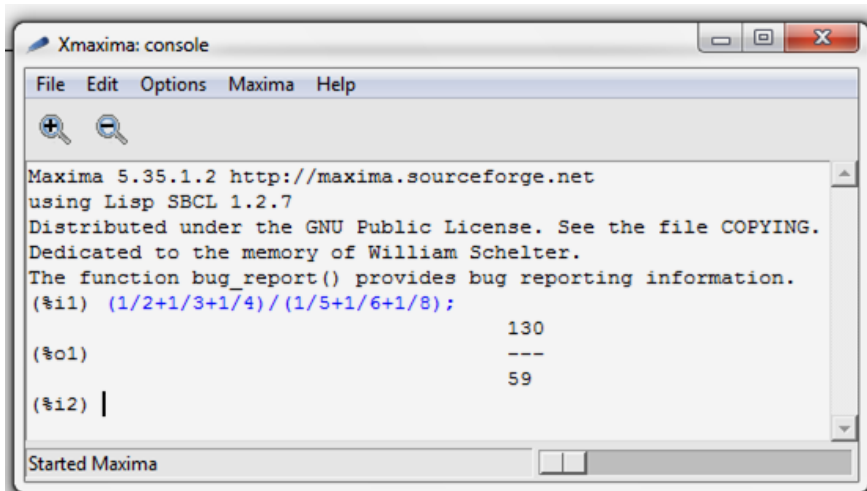 Xmaxima: console
File Edit Options Maxima Help
Maxima 5.35.1.2 http://maxima.sourceforge.net
using Lisp SBCL 1.2.7
Distributed under the GNU Public License. See the file COPYING.
Dedicated to the memory of William Schelter.
The function bug_report() provides bug reporting information.
(%i1) (1/2+1/3+1/4)/(1/5+1/6+1/8);
130
(%o1) ---
59
(%i2)
Started Maxima